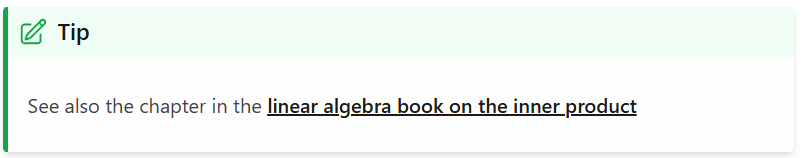 Tip
See also the chapter in the linear algebra book on the inner product